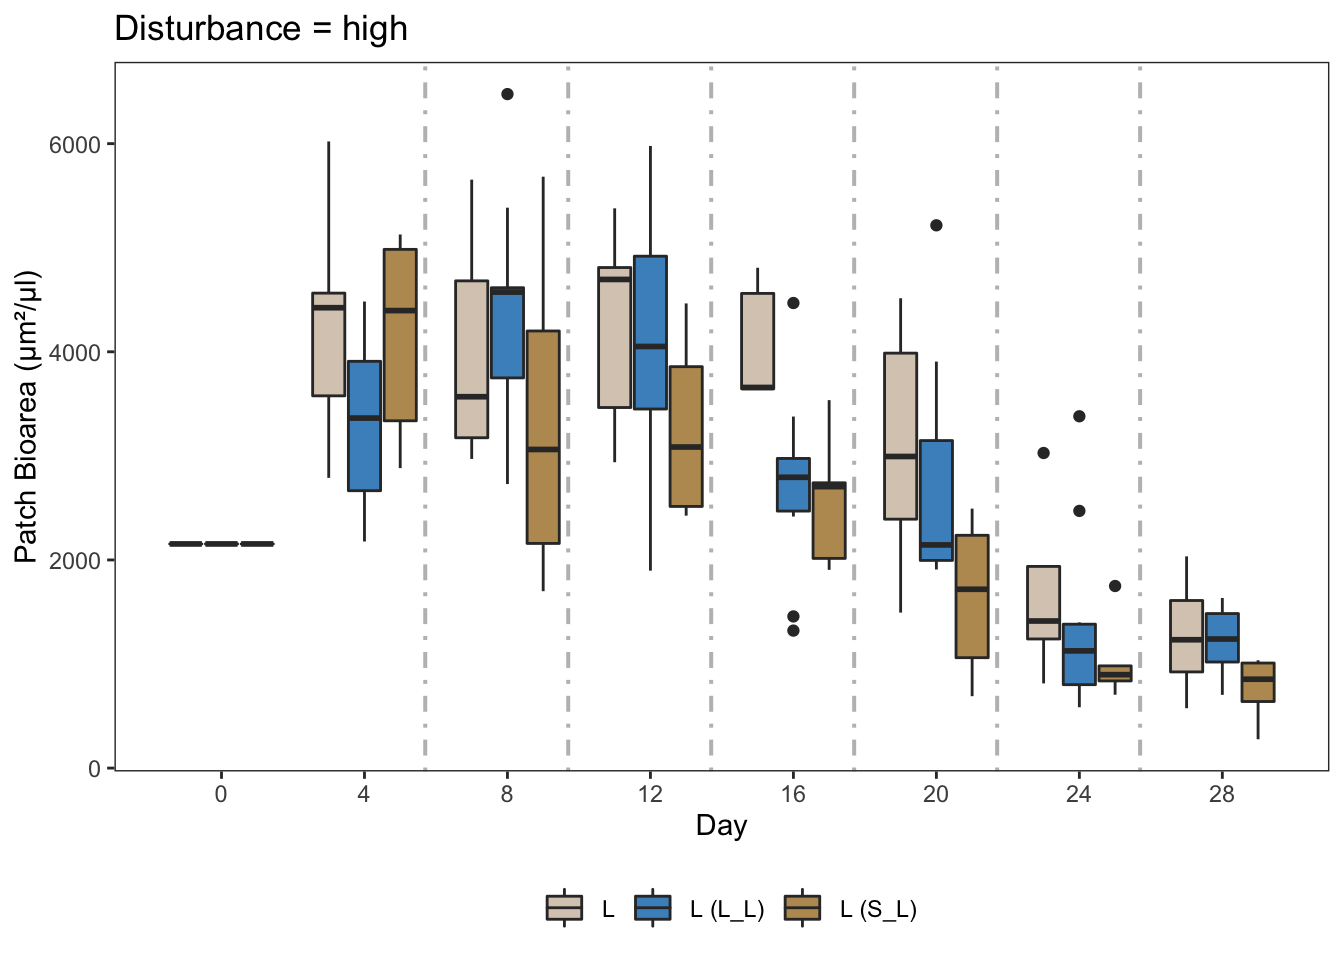 Disturbance = high
Patch Bioarea (μm²/μl)
6000
4000
2000
0
0 4 8 12 16 20 24 28
Day
L L (L_L) L (S_L)